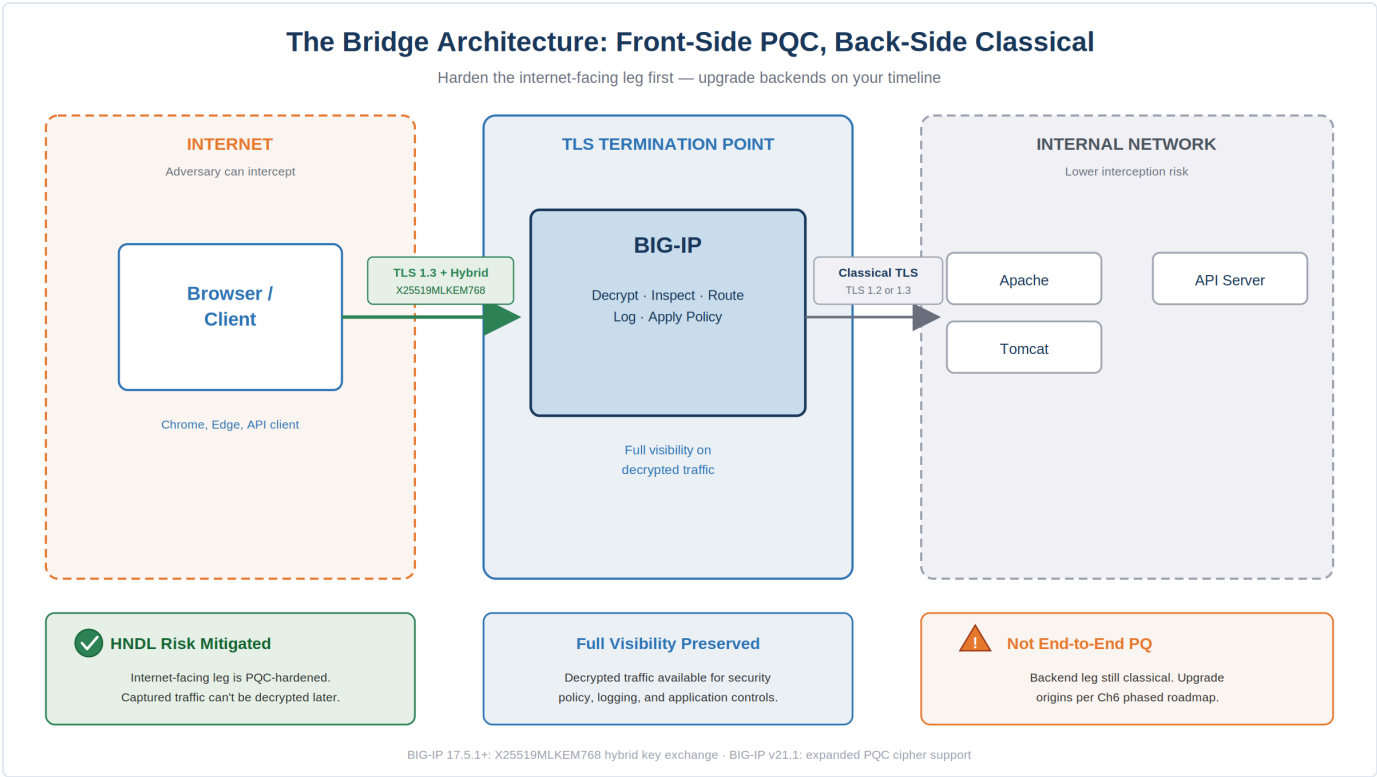 The Bridge Architecture: Front-Side PQC, Back-Side Classical
Harden the internet-facing leg first — upgrade backends on your timeline
INTERNET
Adversary can intercept
Browser /
Client
Chrome, Edge, API client
TLS 1.3 + Hybrid
X25519MLKEM768
TLS TERMINATION POINT
BIG-IP
Decrypt · Inspect · Route
Log · Apply Policy
Full visibility on
decrypted traffic
Classical TLS
TLS 1.2 or 1.3
INTERNAL NETWORK
Lower interception risk
Apache
API Server
Tomcat
HNDL Risk Mitigated
Internet-facing leg is PQC-hardened.
Captured traffic can't be decrypted later.
Full Visibility Preserved
Decrypted traffic available for security
policy, logging, and application controls.
!
Not End-to-End PQ
Backend leg still classical. Upgrade
origins per Ch6 phased roadmap.
BIG-IP 17.5.1+: X25519MLKEM768 hybrid key exchange · BIG-IP v21.1: expanded PQC cipher support